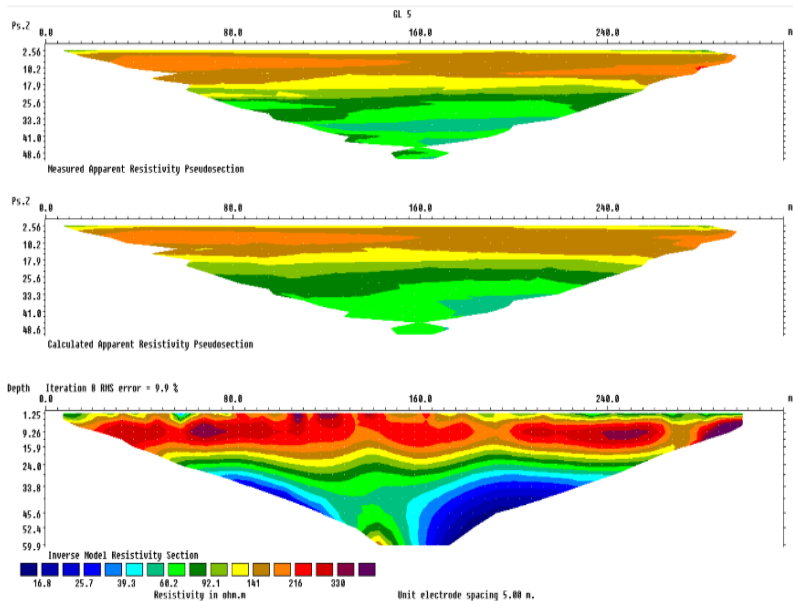 GL 5
Ps.Z
0.0 80.0 160.0 240.0 m
2.56
10.2
17.9
25.6
33.3
41.0
48.6
Measured Apparent Resistivity Pseudosection
Ps.Z
0.0 80.0 160.0 240.0 m
2.56
10.2
17.9
25.6
33.3
41.0
48.6
Calculated Apparent Resistivity Pseudosection
Depth Iteration 8 RMS error = 9.9 %
0.0 80.0 160.0 240.0 m
1.25
9.26
15.9
24.0
33.8
45.6
52.4
59.9
Inverse Model Resistivity Section
16.8 25.7 39.3 60.2 92.1 141 216 330
Resistivity in ohm.m Unit electrode spacing 5.00 m.